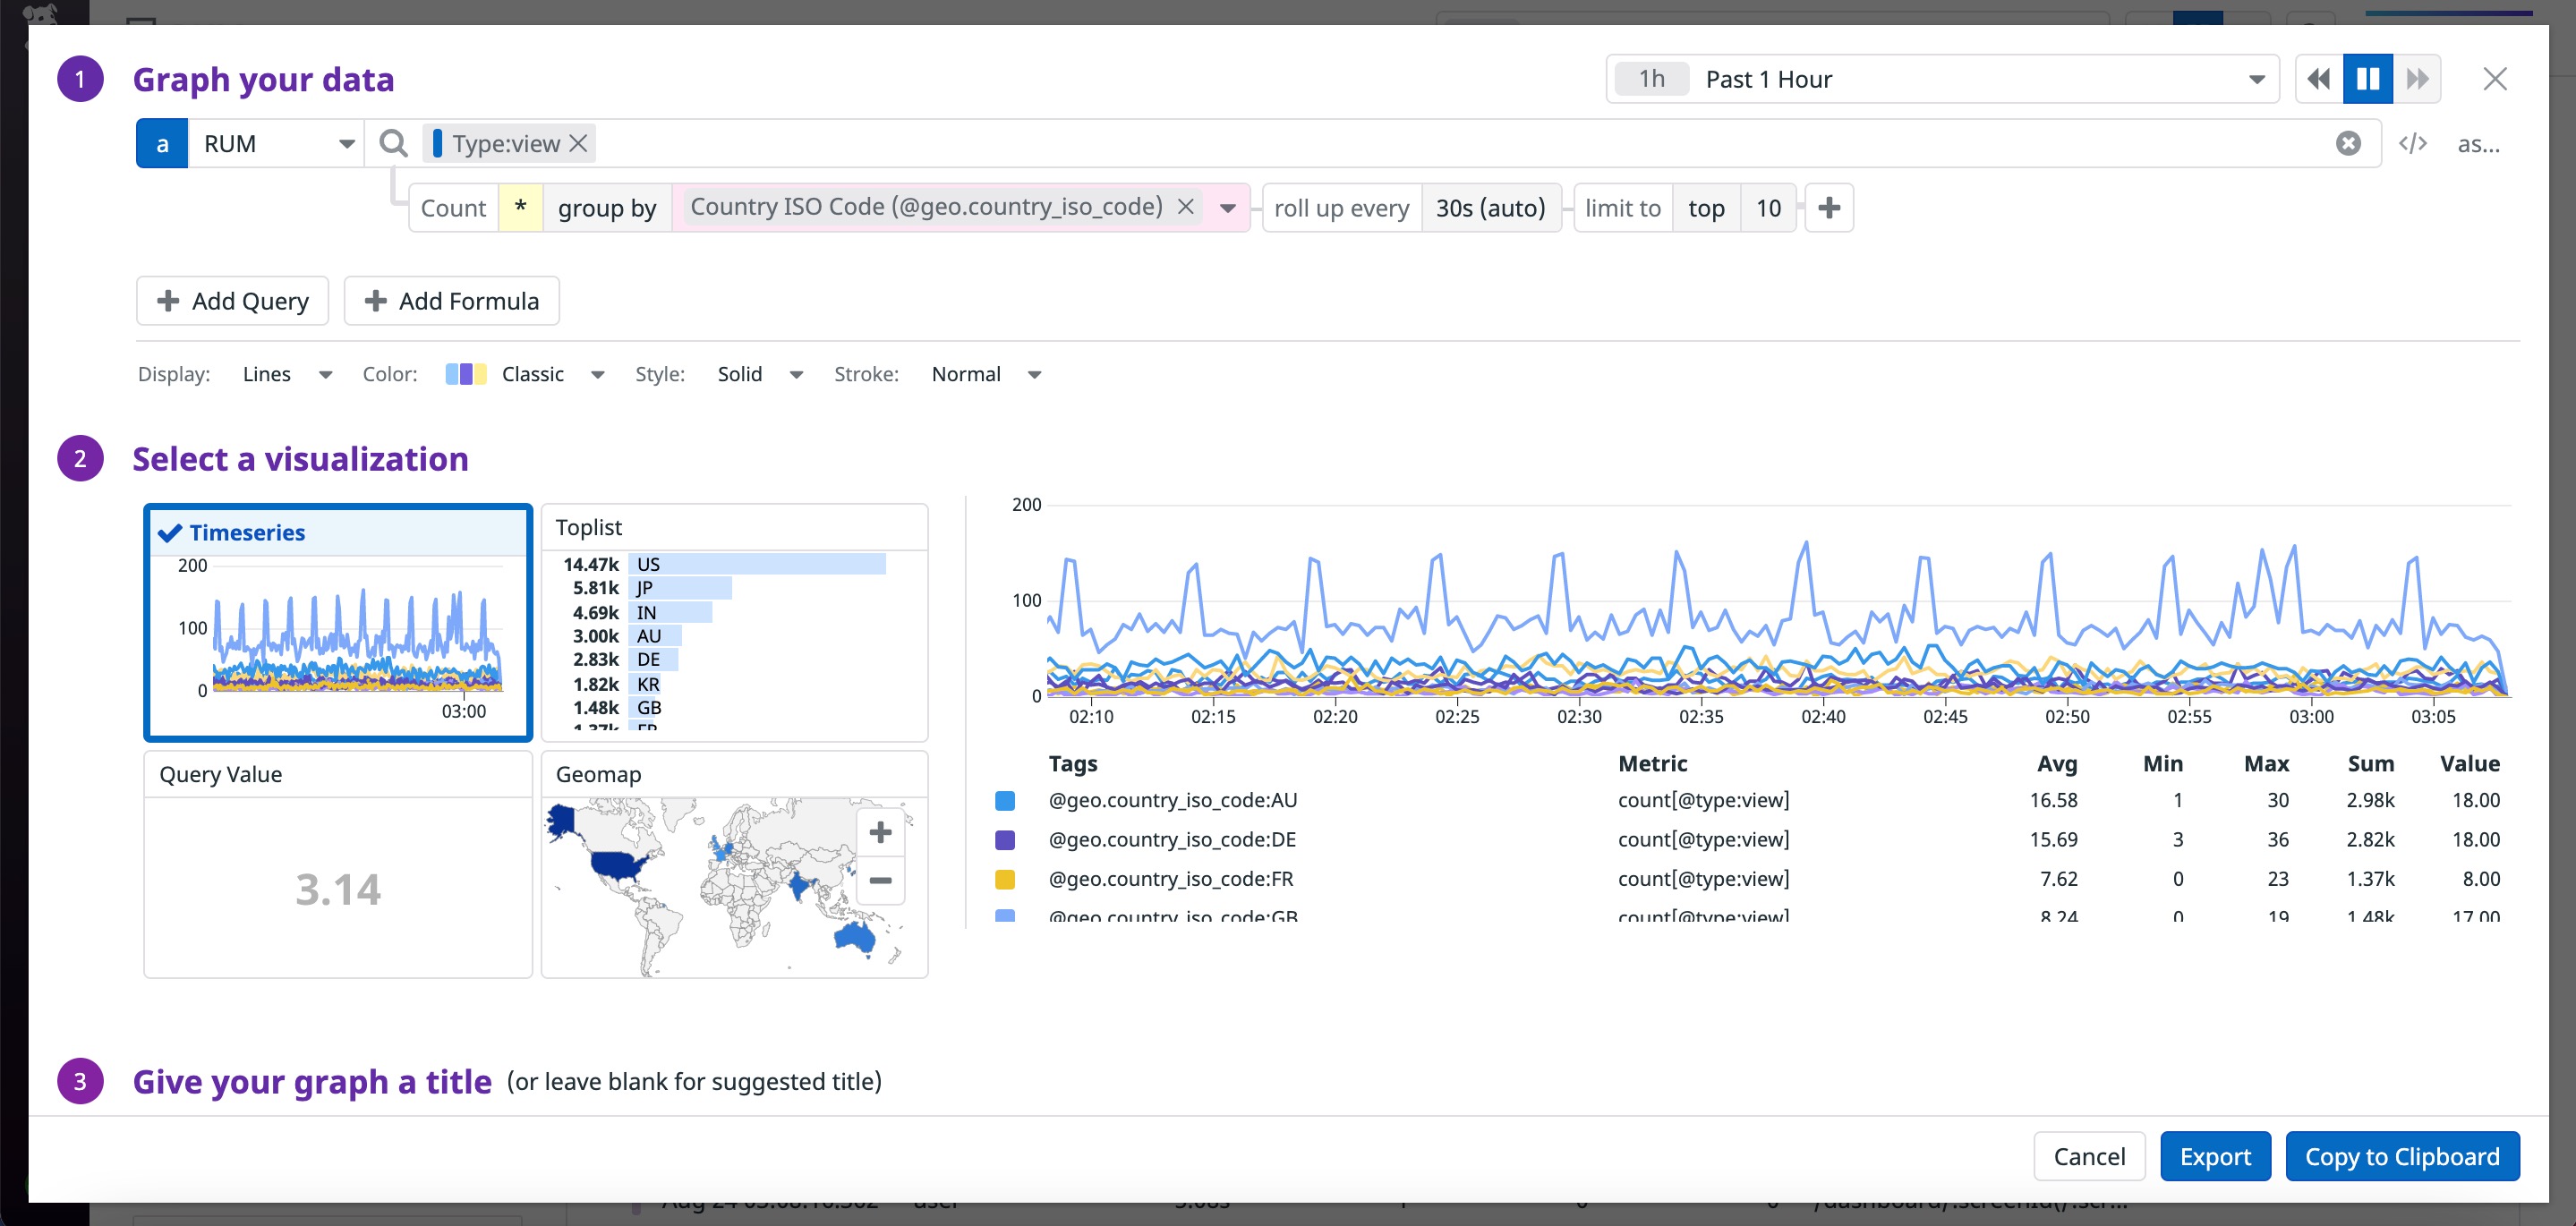 1 Graph your data 1h Past 1 Hour
a RUM Type:view as...
Count * group by Country ISO Code (@geo.country_iso_code) roll up every 30s (auto) limit to top 10
Add Query Add Formula
Display: Lines Color: Classic Style: Solid Stroke: Normal
2 Select a visualization
Timeseries
200
100
0
03:00
Toplist
14.47k US
5.81k JP
4.69k IN
3.00k AU
2.83k DE
1.82k KR
1.48k GB
1.37k FR
Query Value
3.14
Geomap
200
100
0
02:10 02:15 02:20 02:25 02:30 02:35 02:40 02:45 02:50 02:55 03:00 03:05
Tags Metric Avg Min Max Sum Value
@geo.country_iso_code:AU count[@type:view] 16.58 1 30 2.98k 18.00
@geo.country_iso_code:DE count[@type:view] 15.69 3 36 2.82k 18.00
@geo.country_iso_code:FR count[@type:view] 7.62 0 23 1.37k 8.00
@geo.country_iso_code:GB count[@type:view] 8.24 0 19 1.48k 17.00
3 Give your graph a title (or leave blank for suggested title)
Cancel Export Copy to Clipboard